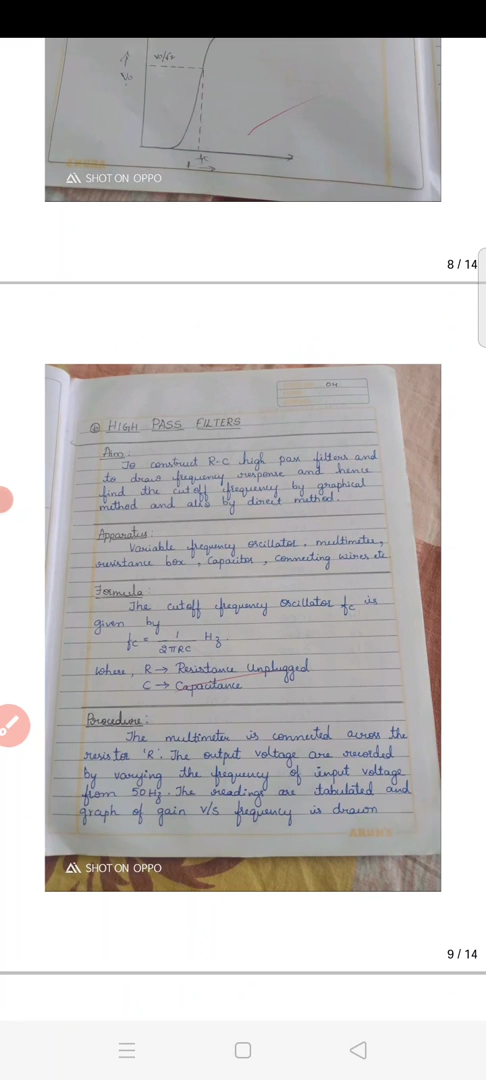 V₀/√2
↑
V₀
fc
f →
ARUN'S
SHOT ON OPPO
8 / 14
04
⑥ HIGH PASS FILTERS
Aim:
To construct R-C high pass filters and
to draw frequency response and hence
find the cutoff frequency by graphical
method and also by direct method.
Apparatus:
Variable frequency oscillator, multimeter,
resistance box, Capacitor, connecting wires etc
Formula:
The cutoff frequency oscillator fc is
given by
fc = 1/2πRC Hz.
where, R → Resistance Unplugged
C → Capacitance
Procedure:
The multimeter is connected across the
resistor 'R'. The output voltage are recorded
by varying the frequency of input voltage
from 50Hz. The readings are tabulated and
graph of gain v/s frequency is drawn
ARUN'S
SHOT ON OPPO
9 / 14